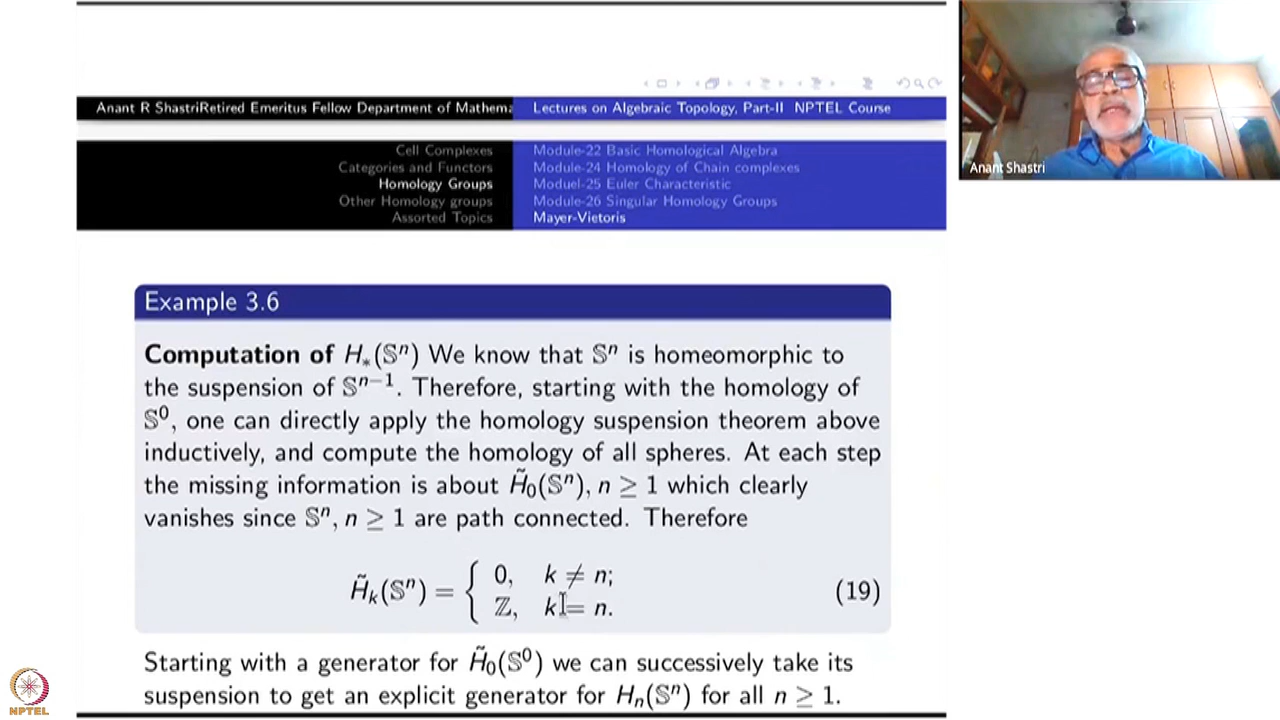 Anant R ShastriRetired Emeritus Fellow Department of Mathema
Lectures on Algebraic Topology, Part-II NPTEL Course
Cell Complexes
Categories and Functors
Homology Groups
Other Homology groups
Assorted Topics
Module-22 Basic Homological Algebra
Module-24 Homology of Chain complexes
Moduel-25 Euler Characteristic
Module-26 Singular Homology Groups
Mayer-Vietoris
Anant Shastri
Example 3.6
Computation of H_*(𝕊ⁿ) We know that 𝕊ⁿ is homeomorphic to
the suspension of 𝕊ⁿ⁻¹. Therefore, starting with the homology of
𝕊⁰, one can directly apply the homology suspension theorem above
inductively, and compute the homology of all spheres. At each step
the missing information is about H̃₀(𝕊ⁿ), n ≥ 1 which clearly
vanishes since 𝕊ⁿ, n ≥ 1 are path connected. Therefore
H̃ₖ(𝕊ⁿ) = { 0, k ≠ n;
ℤ, k = n. (19)
Starting with a generator for H̃₀(𝕊⁰) we can successively take its
suspension to get an explicit generator for Hₙ(𝕊ⁿ) for all n ≥ 1.
NPTEL